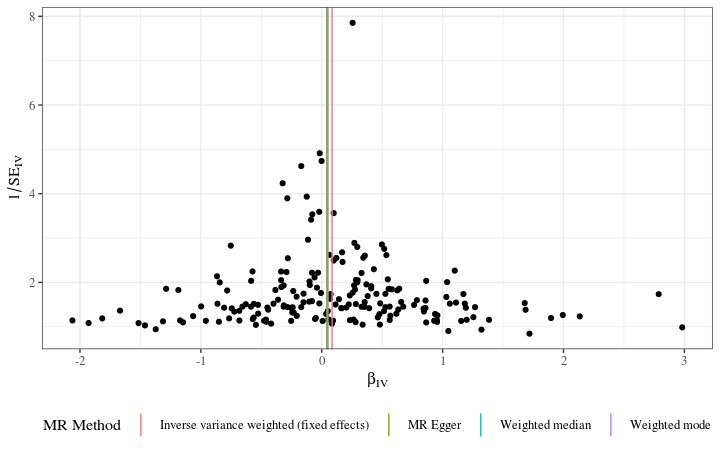 8
6
4
2
1/SE_IV
-2 -1 0 1 2 3
β_IV
MR Method Inverse variance weighted (fixed effects) MR Egger Weighted median Weighted mode